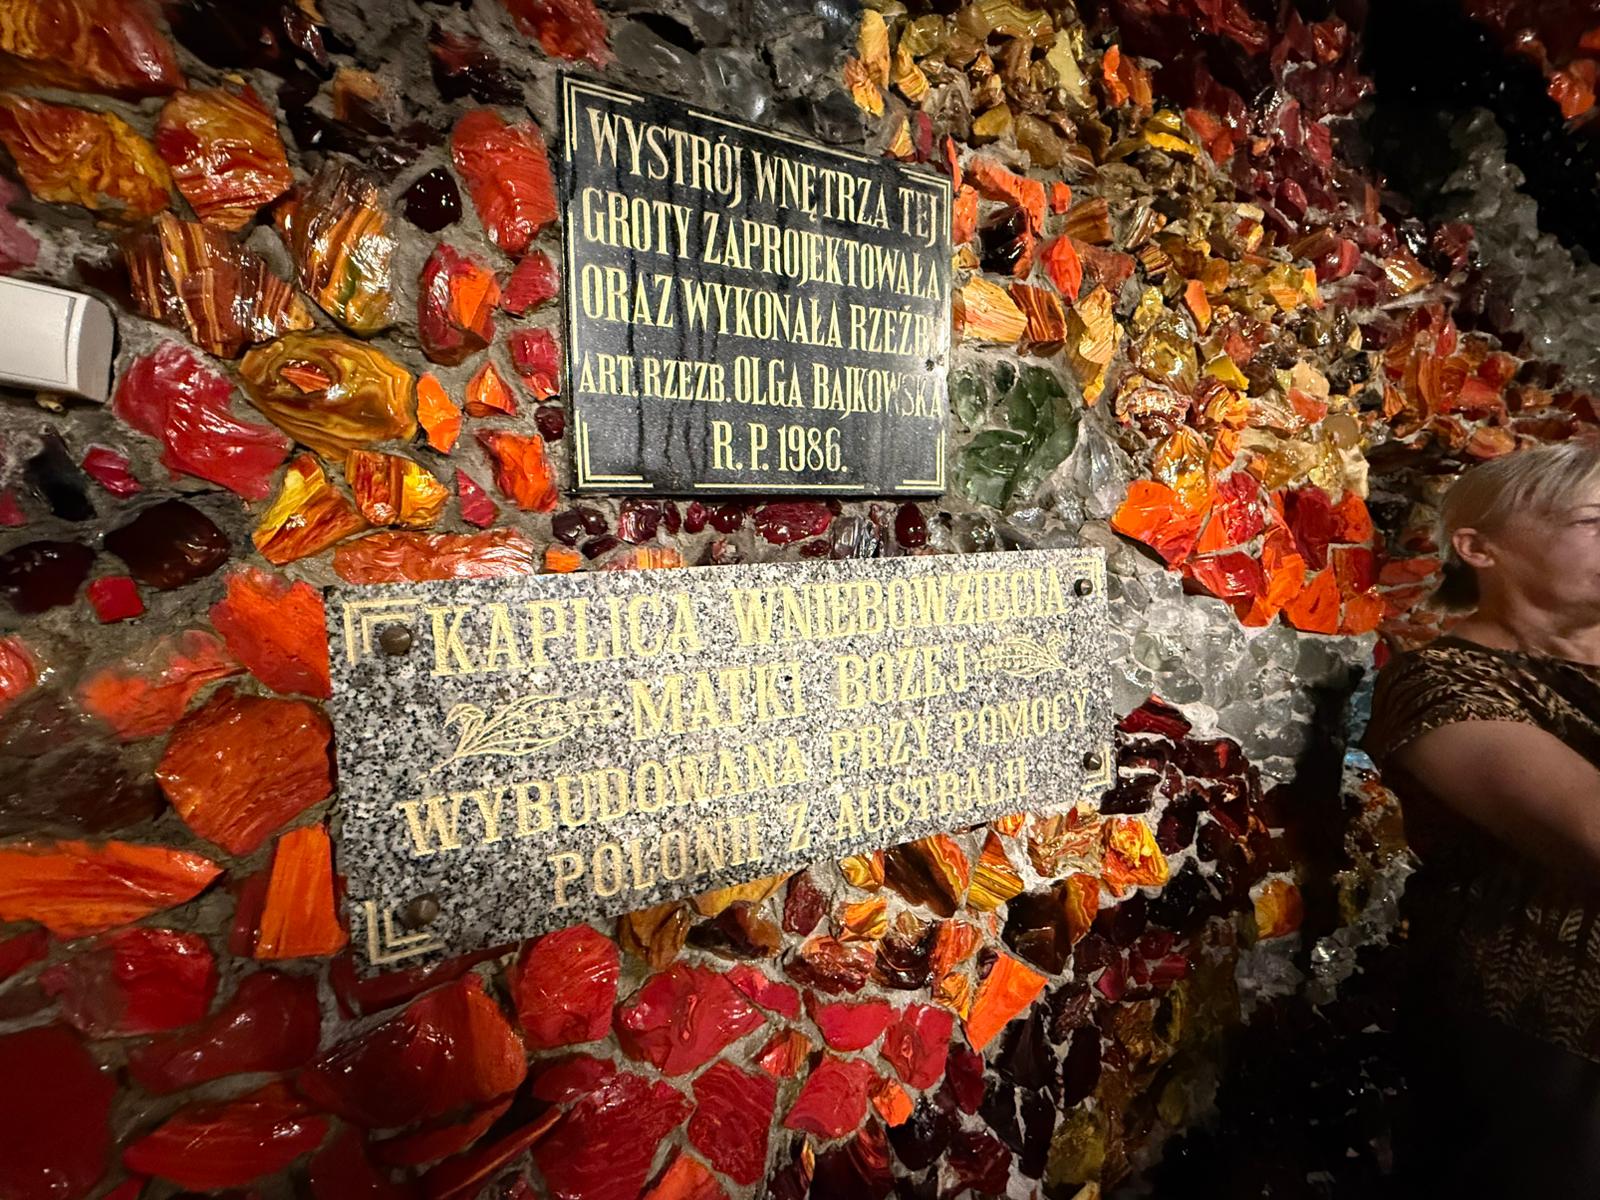 WYSTRÓJ WNĘTRZA TEJ
GROTY ZAPROJEKTOWAŁA
ORAZ WYKONAŁA RZEŹBY
ART. RZEZB. OLGA BAJKOWSKA
R. P. 1986.
KAPLICA WNIEBOWZIĘCIA
MATKI BOŻEJ
WYBUDOWANA PRZY POMOCY
POLONII Z AUSTRALII